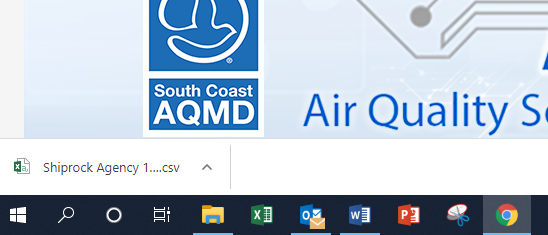 South Coast
AQMD
Air Quality
Shiprock Agency 1....csv